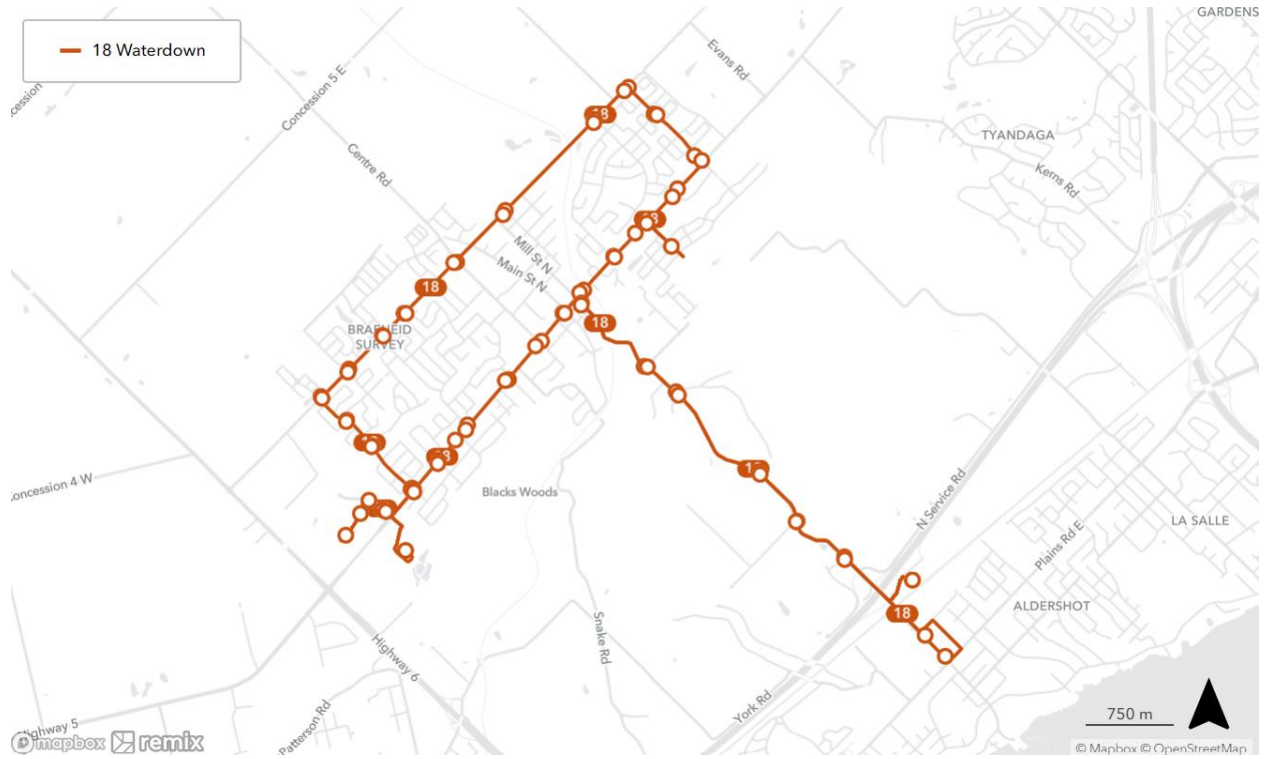 18 Waterdown
GARDENS
Evans Rd
Concession 5 E
TYANDAGA
Centre Rd
Kerns Rd
18
Mill St N
Main St N
18
18
SURVEY
18
Concession 4 W
Blacks Woods
N Service Rd
LA SALLE
Plains Rd E
ALDERSHOT
18
Snake Rd
Highway 6
York Rd
Patterson Rd
Highway 5
750 m
mapbox remix
© Mapbox © OpenStreetMap